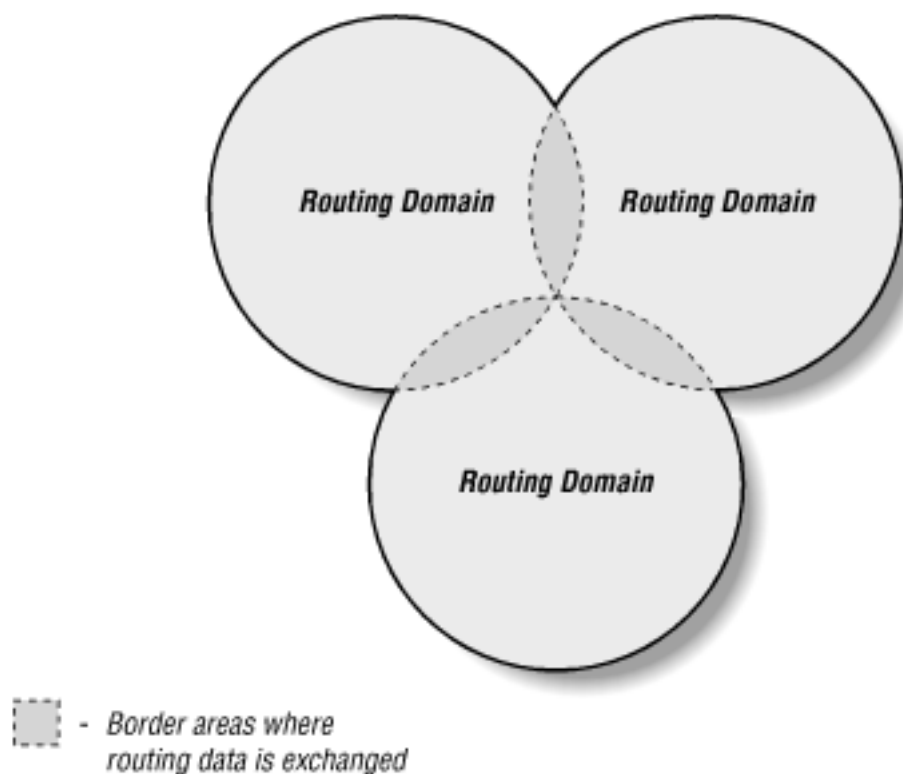 Routing Domain
Routing Domain
Routing Domain
- Border areas where
routing data is exchanged